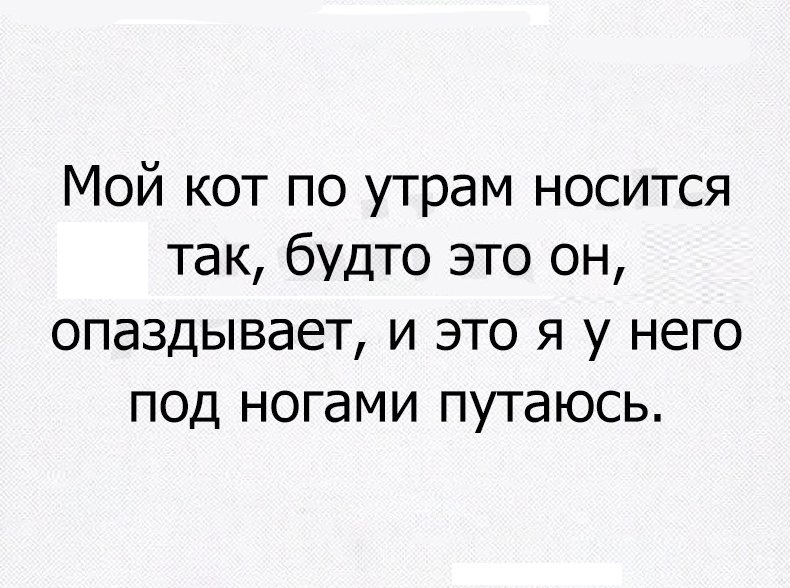 Мой кот по утрам носится
так, будто это он,
опаздывает, и это я у него
под ногами путаюсь.